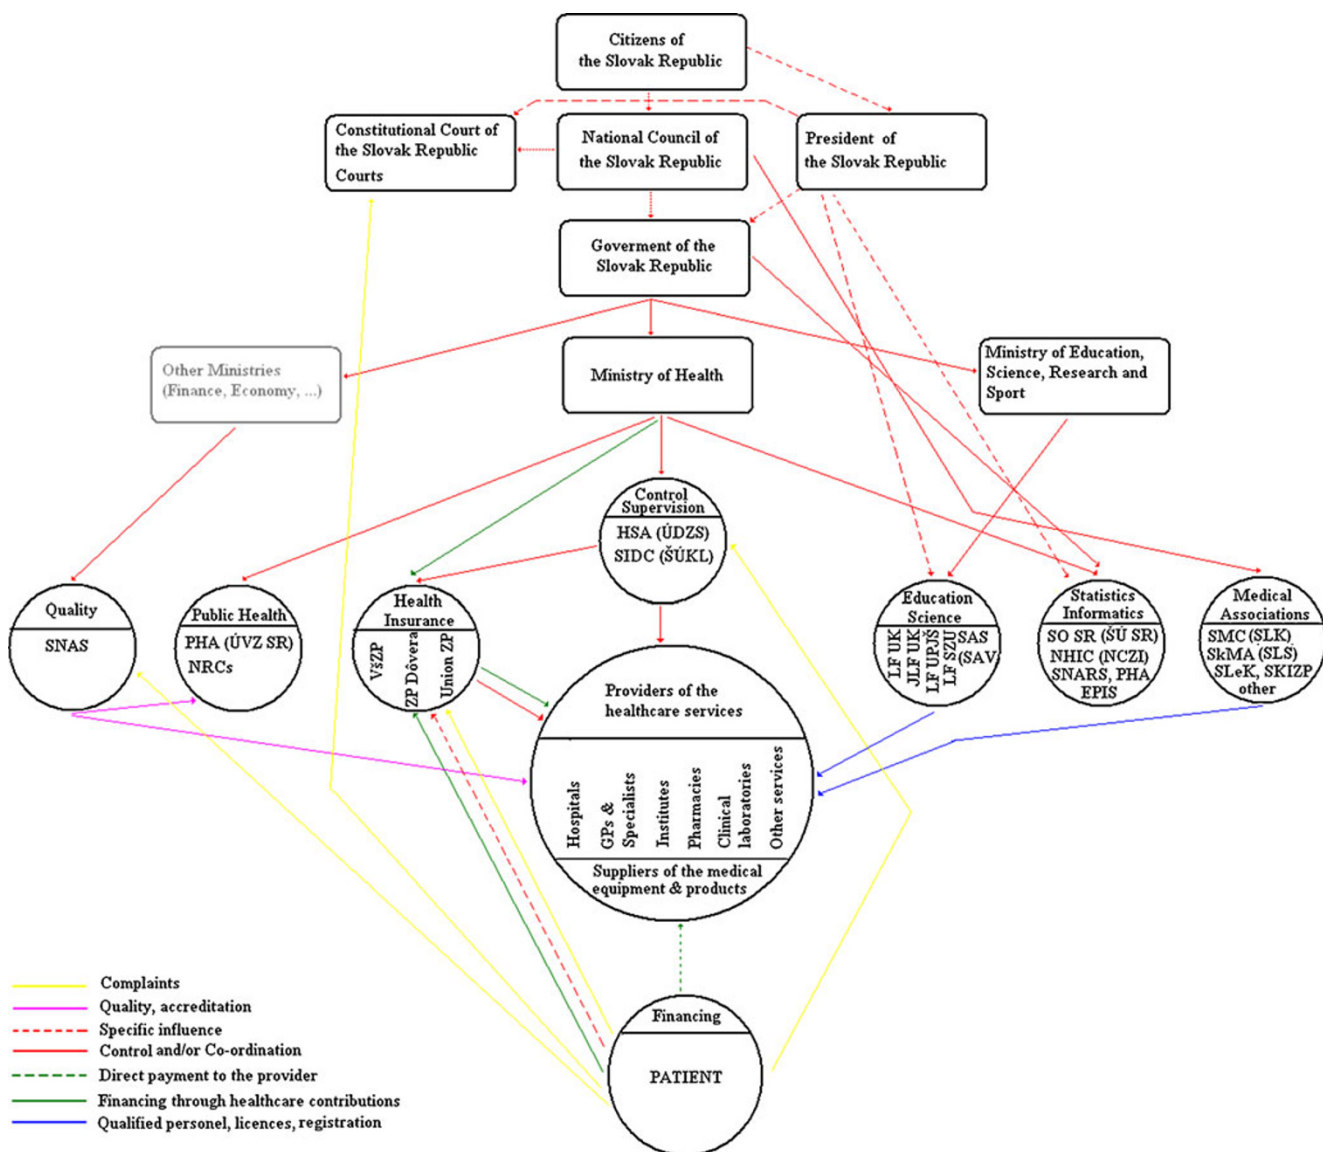 Citizens of
the Slovak Republic
Constitutional Court of
the Slovak Republic
Courts
National Council of
the Slovak Republic
President of
the Slovak Republic
Goverment of the
Slovak Republic
Other Ministries
(Finance, Economy, ...)
Ministry of Health
Ministry of Education,
Science, Research and
Sport
Control
Supervision
HSA (ÚDZS)
SIDC (ŠÚKL)
Quality
SNAS
Public Health
PHA (ÚVZ SR)
NRCs
Health
Insurance
VšZP
ZP Dôvera
Union ZP
Education
Science
LF UK
JLF UK
LF UPJŠ
LF SZU
SAS
(SAV)
Statistics
Informatics
SO SR (ŠÚ SR)
NHIC (NCZI)
SNARS, PHA
EPIS
Medical
Associations
SMC (SLK)
SkMA (SLS)
SLeK, SKIZP
other
Providers of the
healthcare services
Hospitals
GPs &
Specialists
Institutes
Pharmacies
Clinical
laboratories
Other services
Suppliers of the medical
equipment & products
Financing
PATIENT
Complaints
Quality, accreditation
Specific influence
Control and/or Co-ordination
Direct payment to the provider
Financing through healthcare contributions
Qualified personel, licences, registration